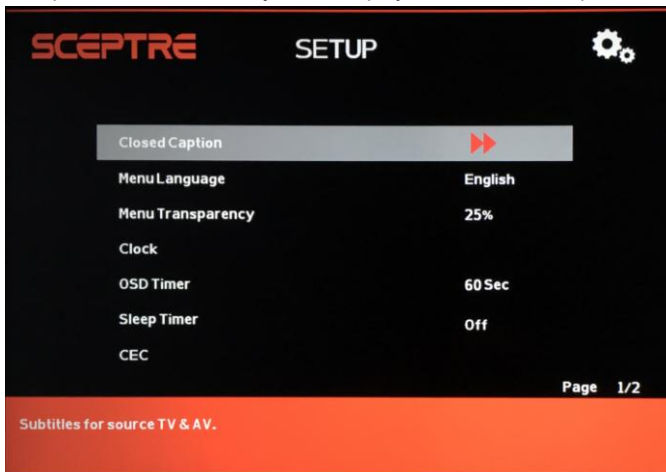 SCEPTRE SETUP
Closed Caption
Menu Language English
Menu Transparency 25%
Clock
OSD Timer 60 Sec
Sleep Timer Off
CEC
Page 1/2
Subtitles for source TV & AV.